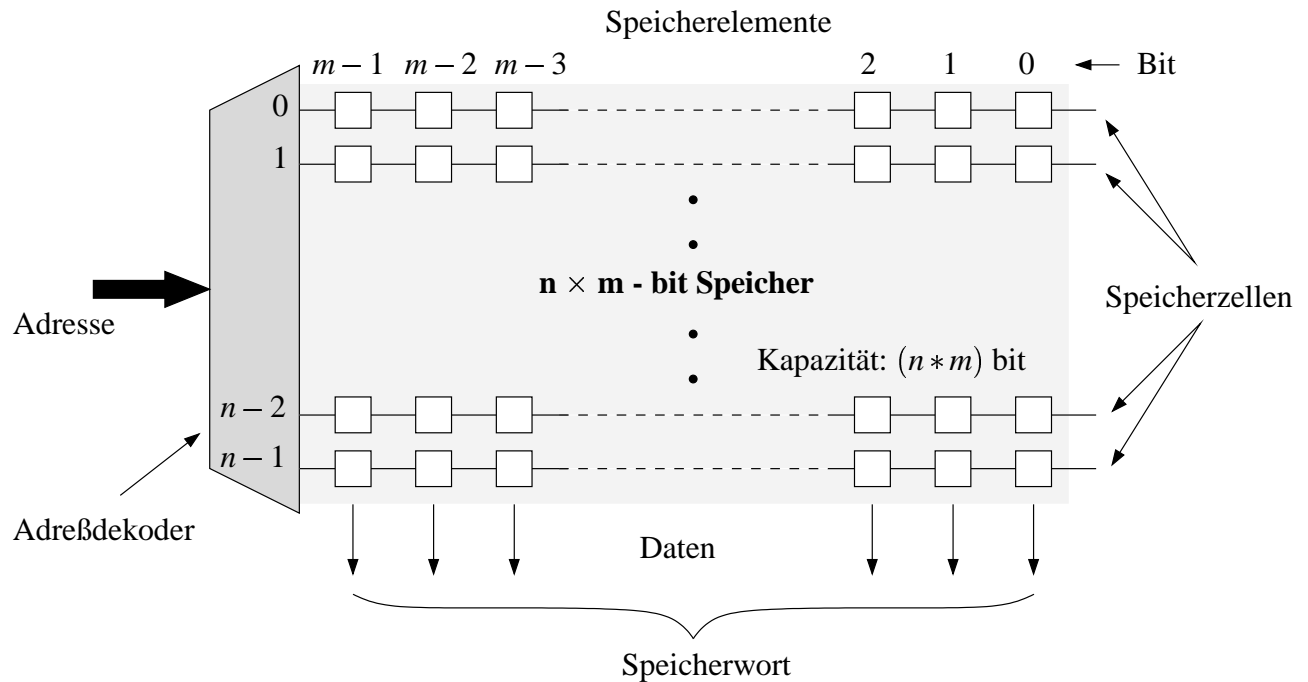 Speicherelemente
m − 1 m − 2 m − 3 2 1 0 Bit
0
1
n × m - bit Speicher
Speicherzellen
Adresse
Kapazität: (n ∗ m) bit
n − 2
n − 1
Adreßdekoder
Daten
Speicherwort